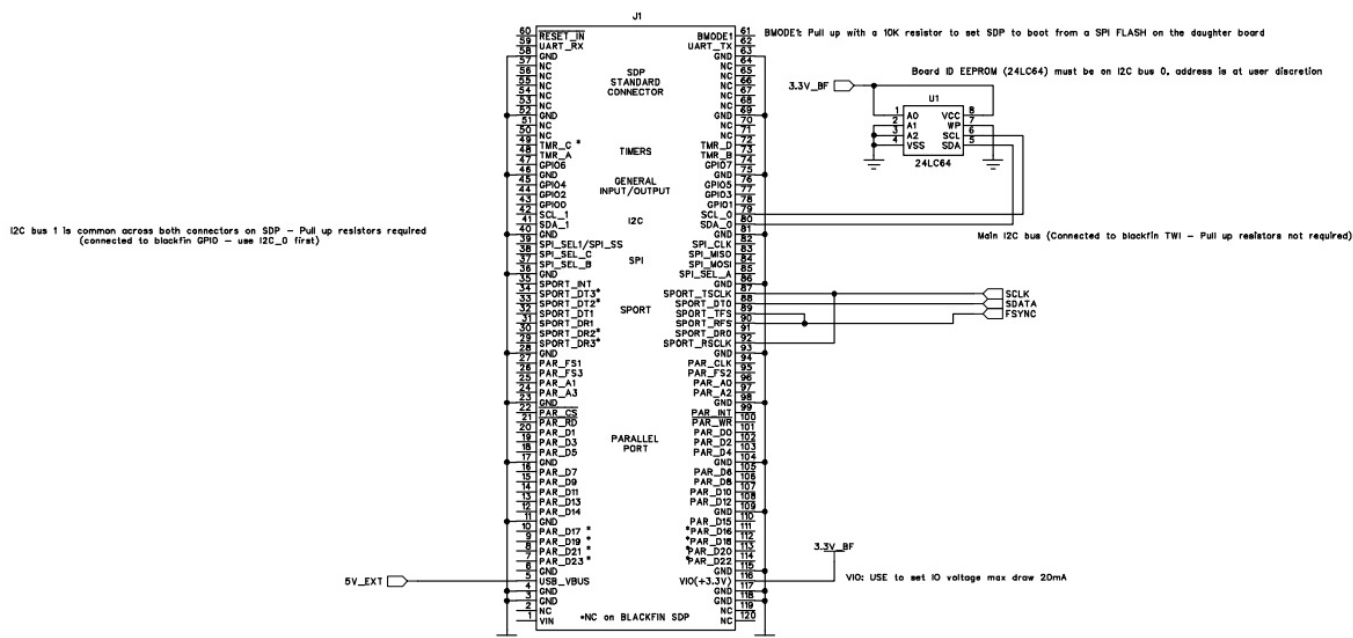 J1
60 RESET_IN BMODE1 61 BMODE1: Pull up with a 10K resistor to set SDP to boot from a SPI FLASH on the daughter board
59 UART_RX UART_TX 62
58 GND GND 63
57 NC NC 64
56 NC SDP NC 65
55 NC STANDARD NC 66
54 NC CONNECTOR NC 67
53 NC NC 68
52 GND GND 69
51 NC NC 70
50 NC NC 71
49 TMR_C * TMR_D 72
48 TMR_A TIMERS TMR_B 73
47 GPIO6 GPIO7 74
46 GND GND 75
45 GPIO4 GENERAL GPIO5 76
44 GPIO2 INPUT/OUTPUT GPIO3 77
43 GPIO0 GPIO1 78
42 SCL_1 I2C SCL_0 79
41 SDA_1 SDA_0 80
40 GND GND 81
39 SPI_SEL1/SPI_SS SPI_CLK 82
38 SPI_SEL_C SPI SPI_MISO 83
37 SPI_SEL_B SPI_MOSI 84
36 GND SPI_SEL_A 85
35 SPORT_INT GND 86
34 SPORT_DT3* SPORT_TSCLK 87
33 SPORT_DT2* SPORT SPORT_DT0 88
32 SPORT_DT1 SPORT_TFS 89
31 SPORT_DR1 SPORT_RFS 90
30 SPORT_DR2* SPORT_DR0 91
29 SPORT_DR3* SPORT_RSCLK 92
28 GND GND 93
27 PAR_FS1 PAR_CLK 94
26 PAR_FS3 PAR_FS2 95
25 PAR_A1 PAR_A0 96
24 PAR_A3 PAR_A2 97
23 GND GND 98
22 PAR_CS PAR_INT 99
21 PAR_RD PAR_WR 100
20 PAR_D1 PAR_D0 101
19 PAR_D3 PARALLEL PAR_D2 102
18 PAR_D5 PORT PAR_D4 103
17 GND GND 104
16 PAR_D7 PAR_D6 105
15 PAR_D9 PAR_D8 106
14 PAR_D11 PAR_D10 107
13 PAR_D13 PAR_D12 108
12 PAR_D14 GND 109
11 GND PAR_D15 110
10 PAR_D17 * *PAR_D16 111
9 PAR_D19 * *PAR_D18 112
8 PAR_D21 * *PAR_D20 113
7 PAR_D23 * *PAR_D22 114
6 GND GND 115
5 USB_VBUS VIO(+3.3V) 116
4 GND GND 117
3 GND GND 118
2 NC NC 119
1 VIN *NC on BLACKFIN SDP NC 120
Board ID EEPROM (24LC64) must be on I2C bus 0, address is at user discretion
3.3V_BF
U1
1 A0 VCC 8
2 A1 WP 7
3 A2 SCL 6
4 VSS SDA 5
24LC64
I2C bus 1 is common across both connectors on SDP – Pull up resistors required
(connected to blackfin GPIO – use I2C_0 first)
Main I2C bus (Connected to blackfin TWI – Pull up resistors not required)
SCLK
SDATA
FSYNC
3.3V_BF
5V_EXT
VIO: USE to set IO voltage max draw 20mA